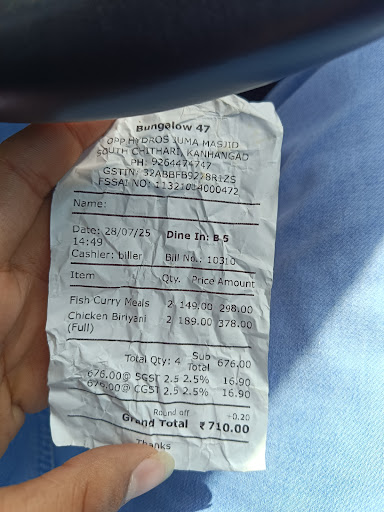 Bungalow 47
OPP HYDROS JUMA MASJID
SOUTH CHITHARI, KANHANGAD
PH: 9264474747
GSTIN: 32ABBFB9218R1ZS
FSSAI NO: 11321004000472
Name:
Date: 28/07/25 Dine In: B 5
14:49
Cashier: biller Bill No.: 10310
Item Qty. Price Amount
Fish Curry Meals 2 149.00 298.00
Chicken Biriyani 2 189.00 378.00
(Full)
Total Qty: 4 Sub 676.00
Total
676.00@ SGST 2.5 2.5% 16.90
676.00@ CGST 2.5 2.5% 16.90
Round off -0.20
Grand Total ₹ 710.00
Thanks